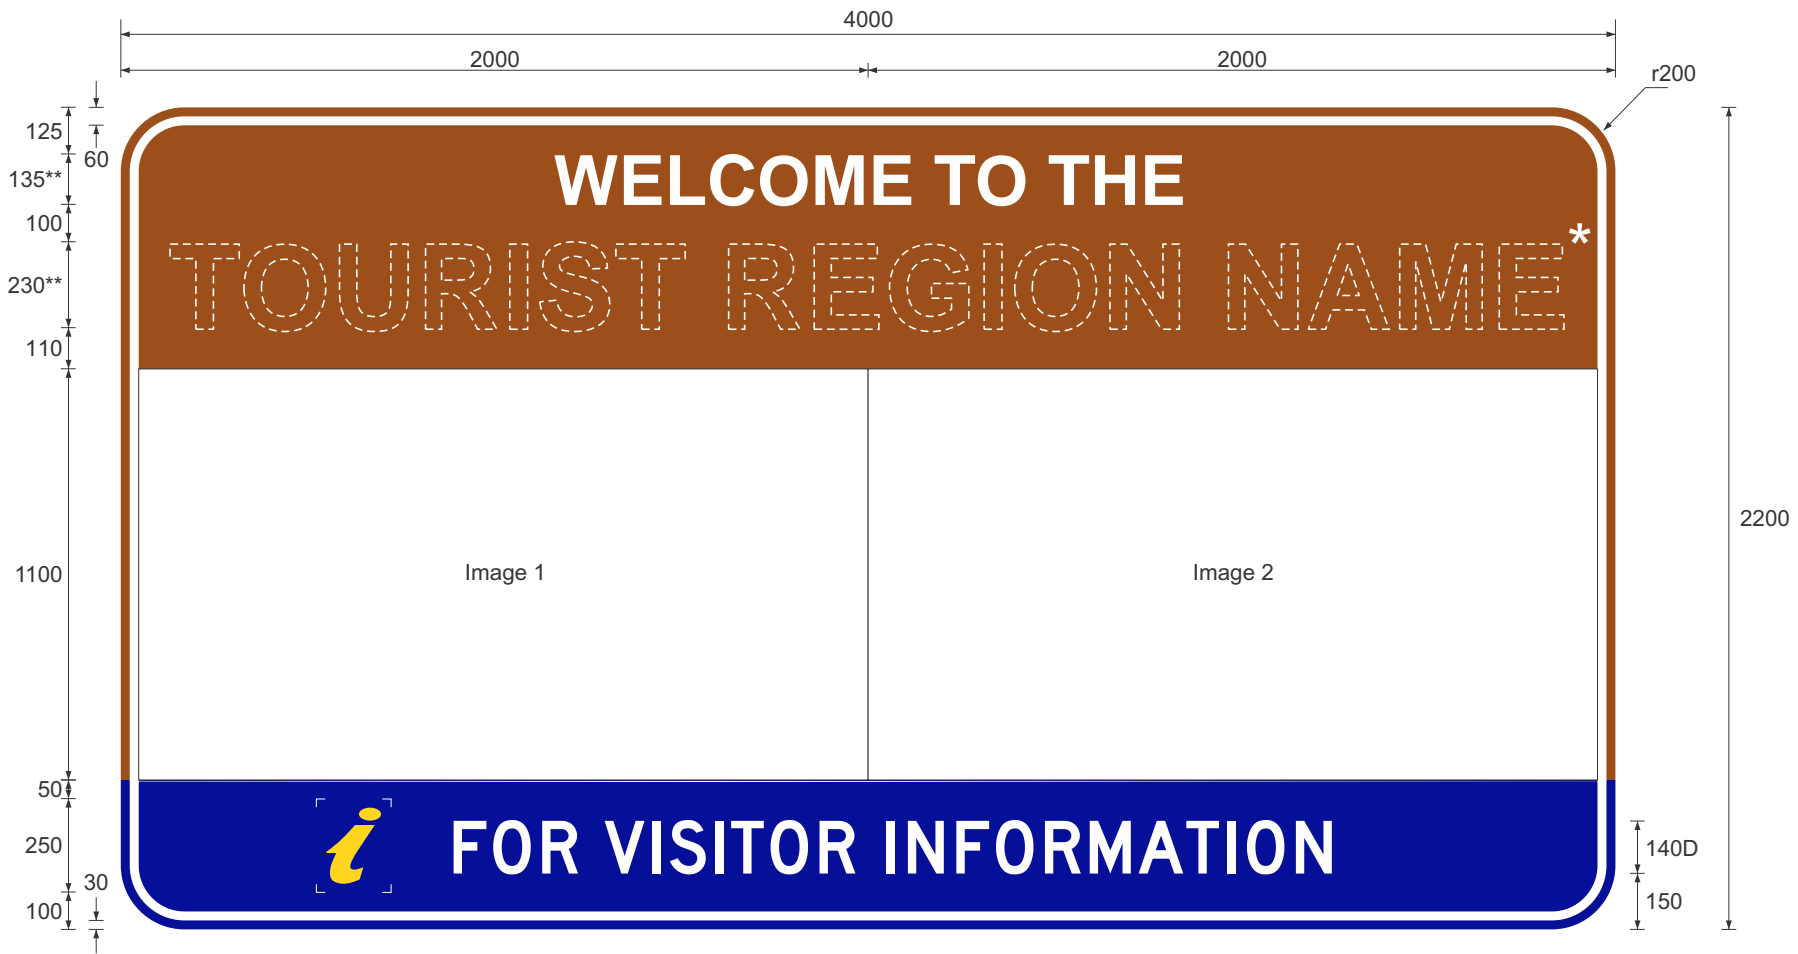 4000
2000 2000
r200
125
60
135**
WELCOME TO THE
100
TOURIST REGION NAME*
230**
110
2200
1100
Image 1 Image 2
50
i FOR VISITOR INFORMATION
250
140D
30
150
100